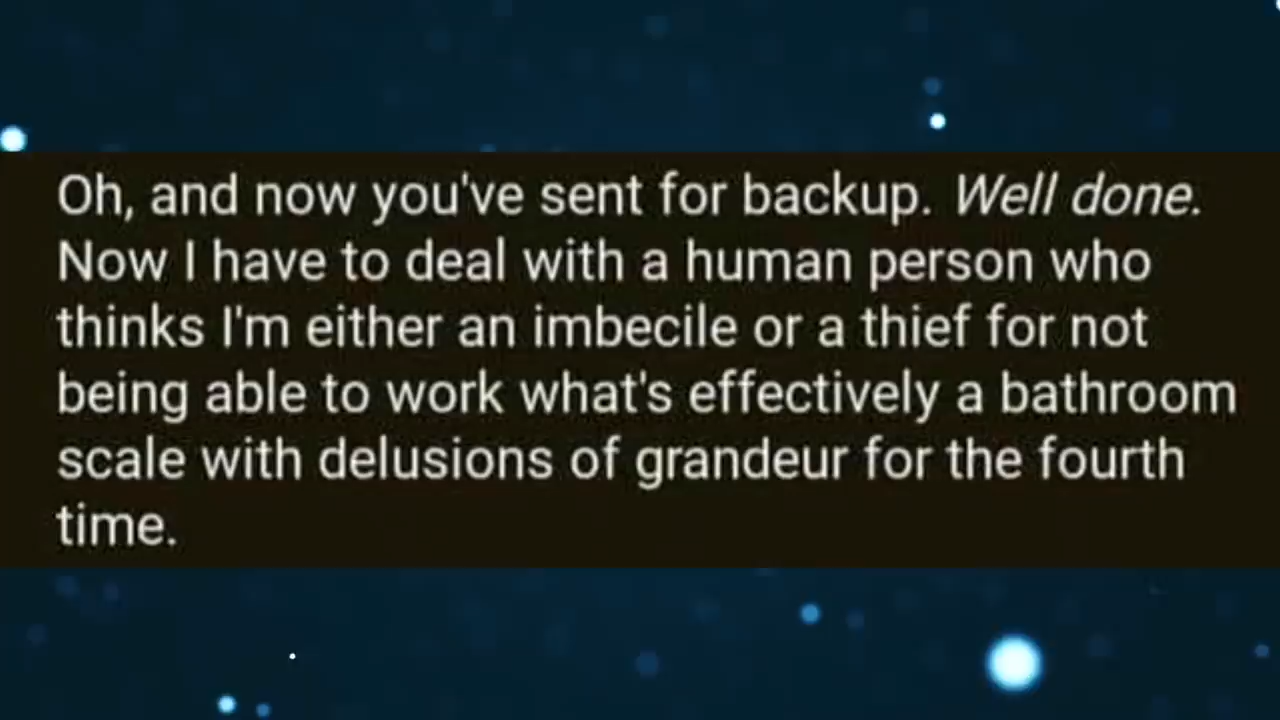 Oh, and now you've sent for backup. Well done.
Now I have to deal with a human person who
thinks I'm either an imbecile or a thief for not
being able to work what's effectively a bathroom
scale with delusions of grandeur for the fourth
time.